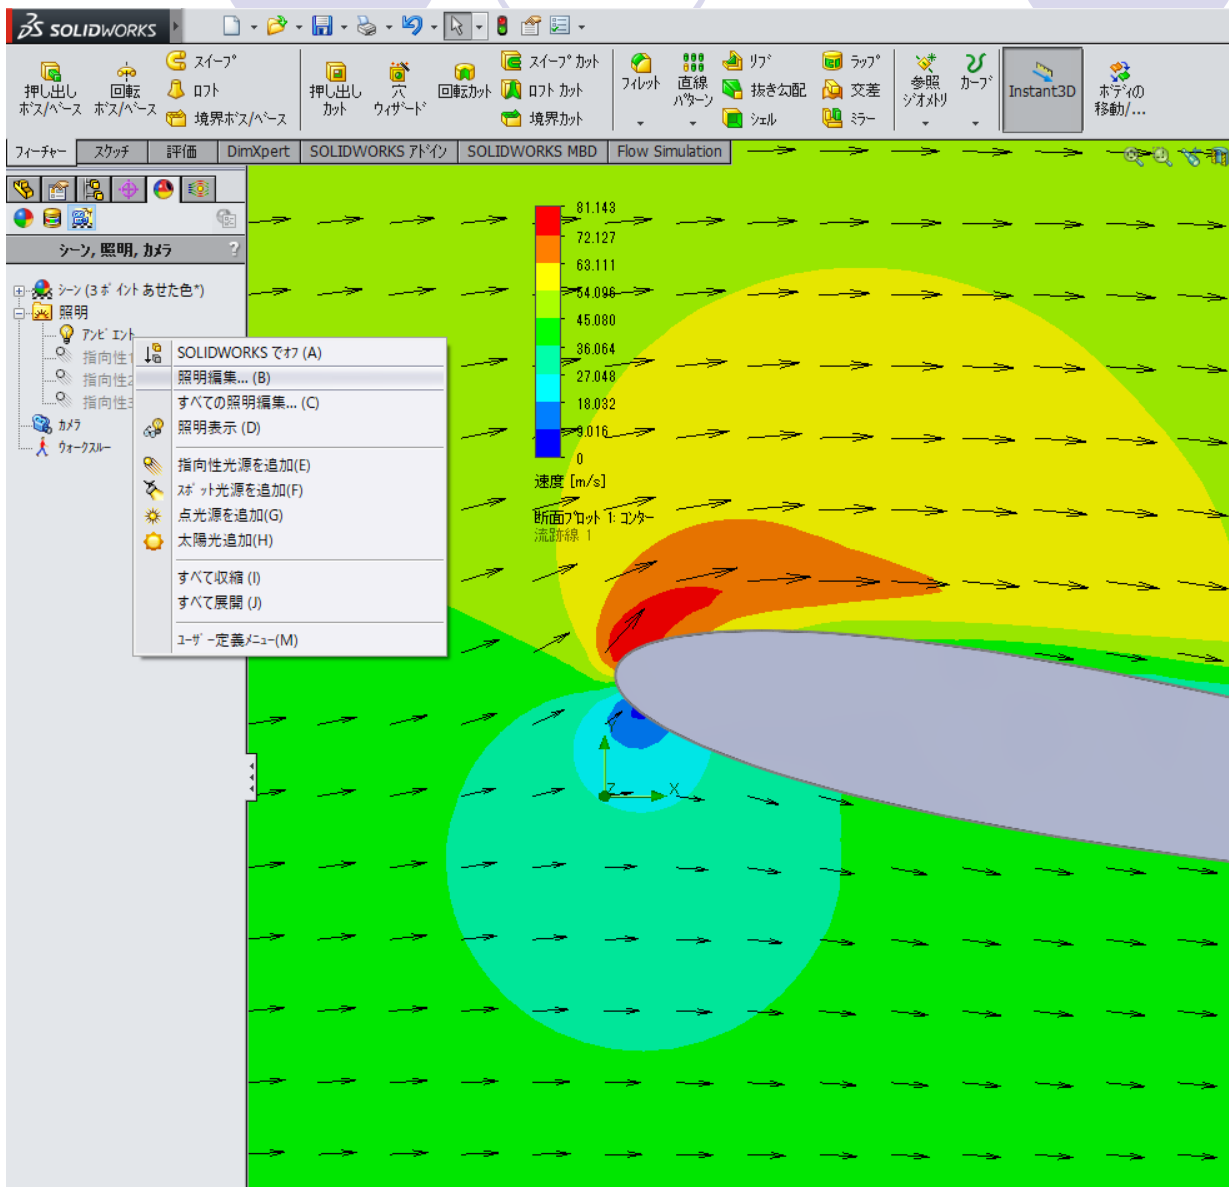 SOLIDWORKS
押し出し ボス/ベース
回転 ボス/ベース
スイープ
ロフト
境界ボス/ベース
押し出し カット
穴 ウィザード
回転カット
スイープ カット
ロフト カット
境界カット
フィレット
直線 パターン
リブ
抜き勾配
シェル
ラップ
交差
ミラー
参照 ジオメトリ
カーブ
Instant3D
ボディの 移動/...
フィーチャー スケッチ 評価 DimXpert SOLIDWORKS アドイン SOLIDWORKS MBD Flow Simulation
シーン, 照明, カメラ ?
シーン (3 ポイント あせた色*)
照明
アンビエント
指向性1
指向性2
指向性3
カメラ
ウォークスルー
SOLIDWORKS でオフ (A)
照明編集... (B)
すべての照明編集... (C)
照明表示 (D)
指向性光源を追加(E)
スポット光源を追加(F)
点光源を追加(G)
太陽光追加(H)
すべて収縮 (I)
すべて展開 (J)
ユーザー定義メニュー(M)
81.143
72.127
63.111
54.096
45.080
36.064
27.048
18.032
9.016
0
速度 [m/s]
断面プロット 1: コンター
流跡線 1
Y
Z X